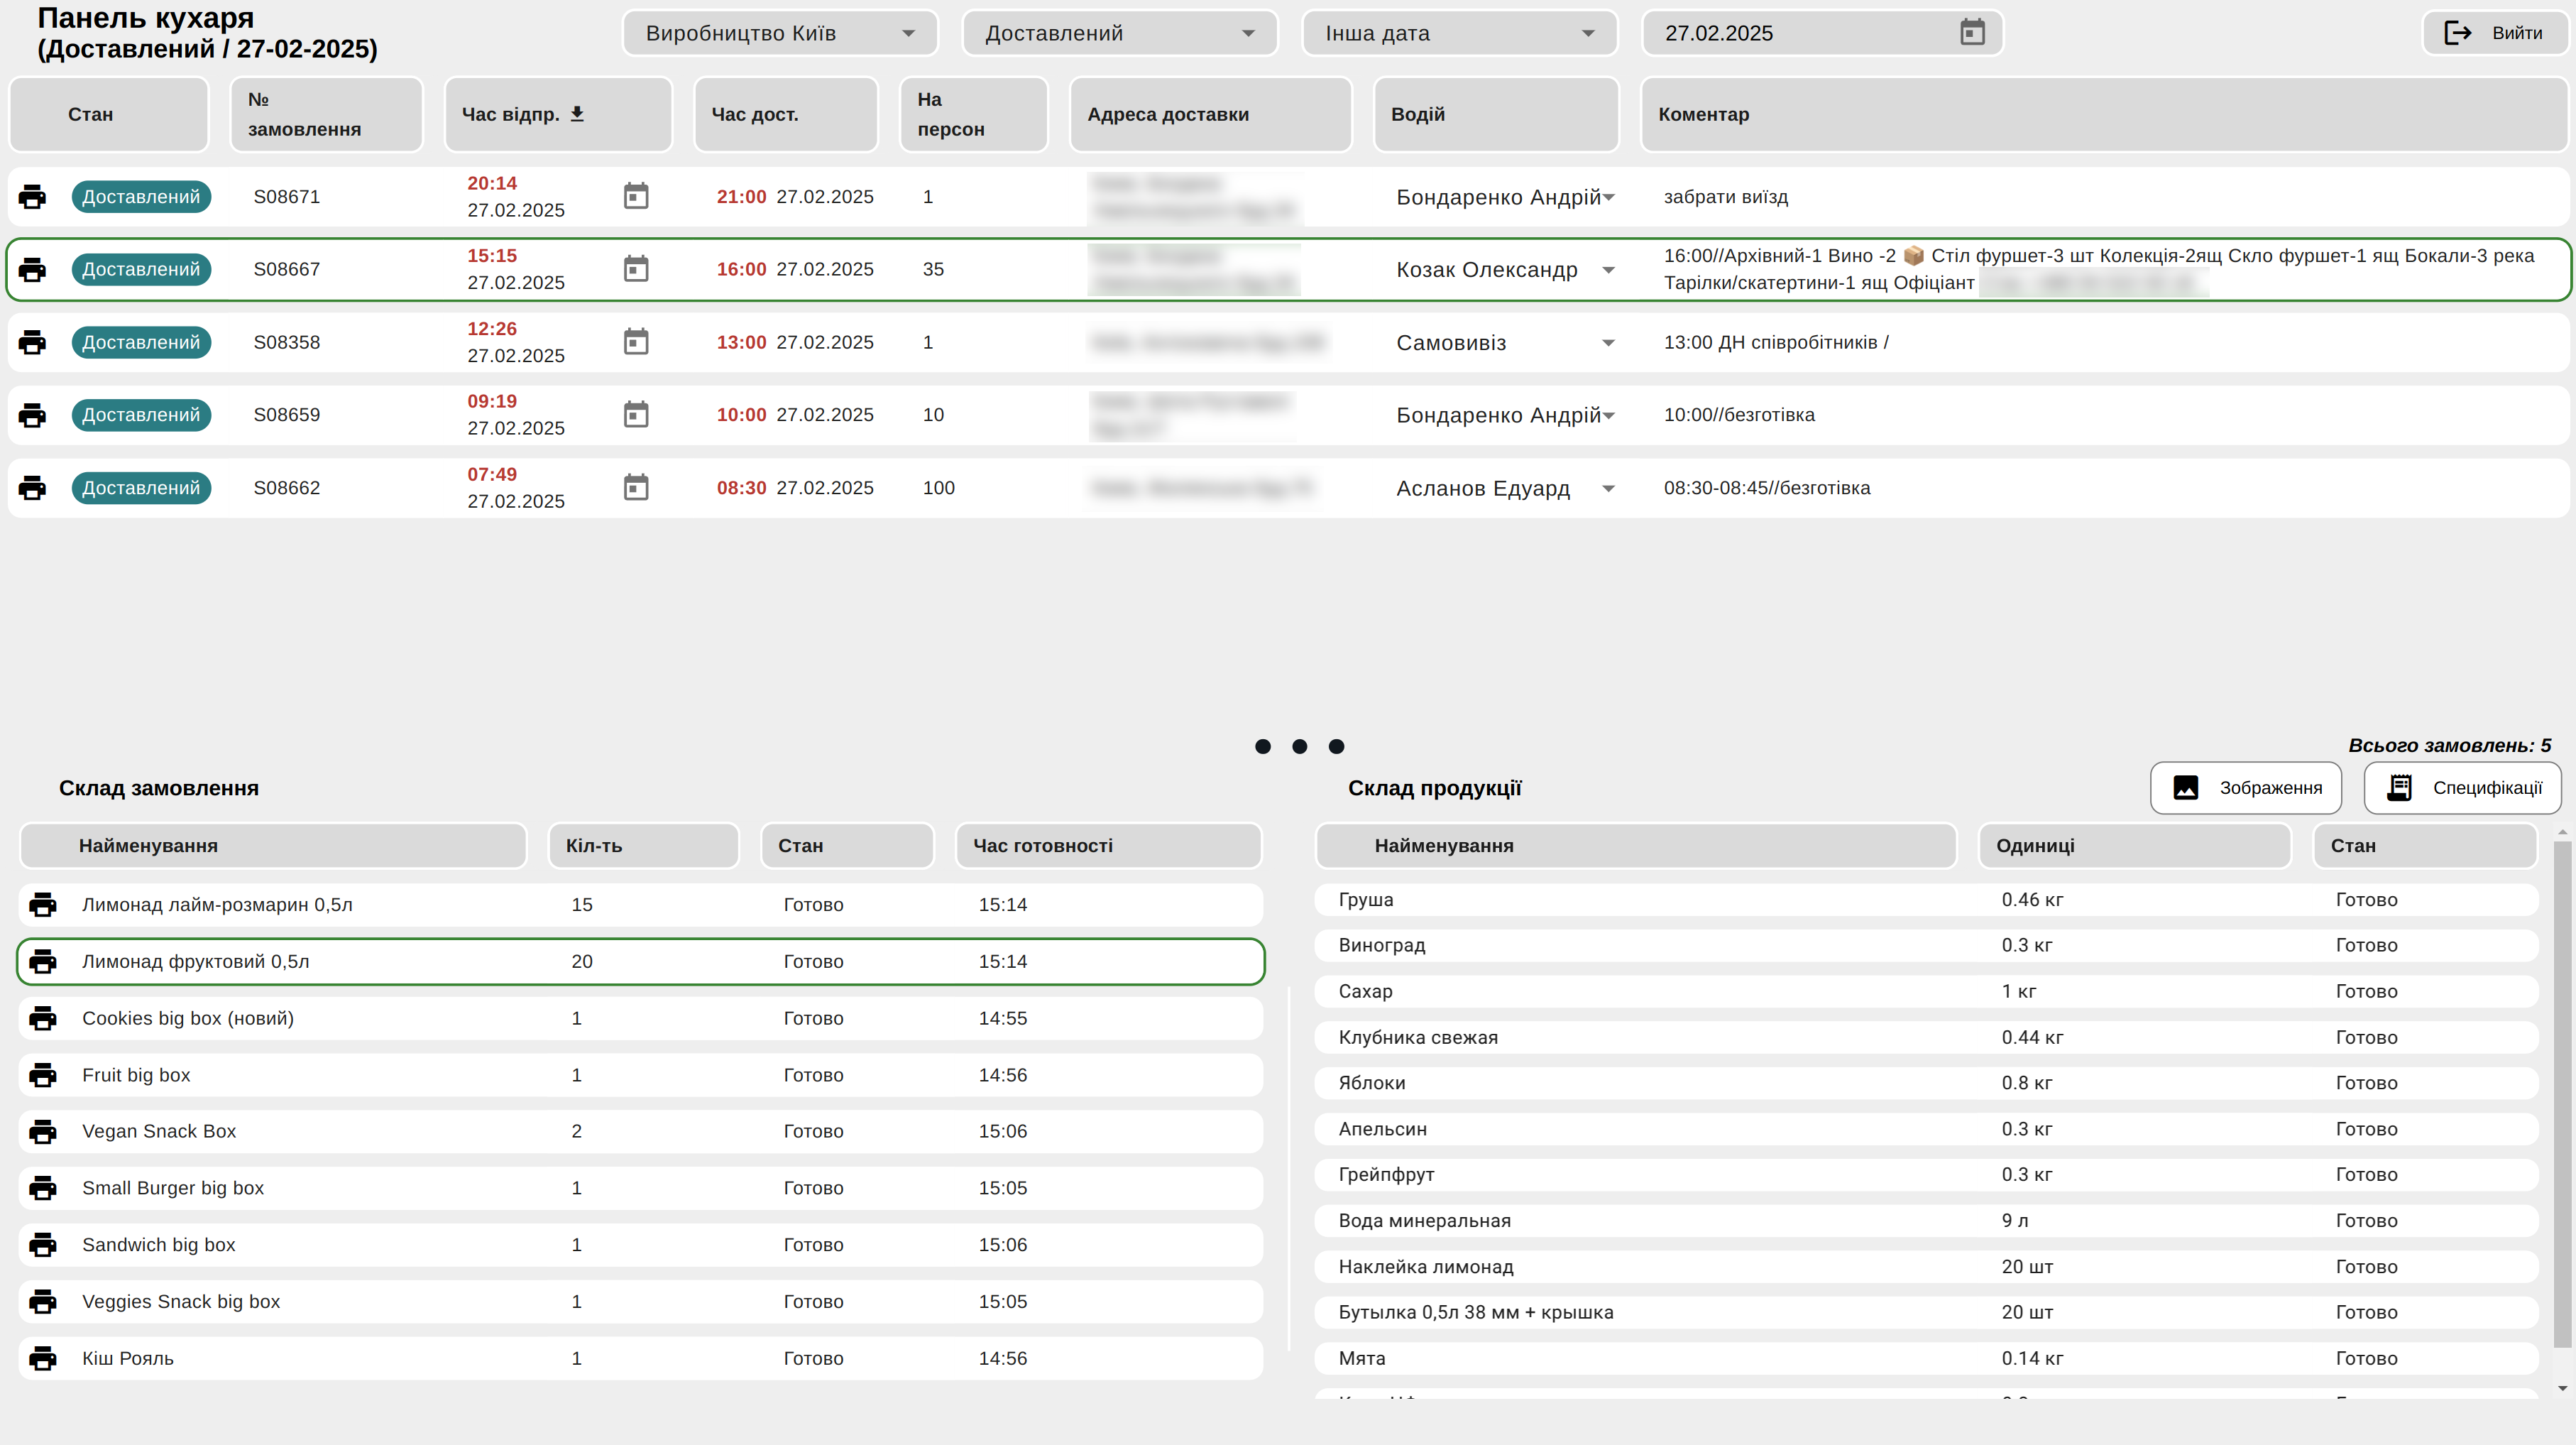 Панель кухаря
(Доставлений / 27-02-2025)
Виробництво Київ
Доставлений
Інша дата
27.02.2025
Вийти
Стан
№
замовлення
Час відпр.
Час дост.
На
персон
Адреса доставки
Водій
Коментар
Доставлений
S08671
20:14
27.02.2025
21:00 27.02.2025
1
Бондаренко Андрій
забрати виїзд
Доставлений
S08667
15:15
27.02.2025
16:00 27.02.2025
35
Козак Олександр
16:00//Архівний-1 Вино -2 📦 Стіл фуршет-3 шт Колекція-2ящ Скло фуршет-1 ящ Бокали-3 река
Тарілки/скатертини-1 ящ Офіціант
Доставлений
S08358
12:26
27.02.2025
13:00 27.02.2025
1
Самовивіз
13:00 ДН співробітників /
Доставлений
S08659
09:19
27.02.2025
10:00 27.02.2025
10
Бондаренко Андрій
10:00//безготівка
Доставлений
S08662
07:49
27.02.2025
08:30 27.02.2025
100
Асланов Едуард
08:30-08:45//безготівка
Всього замовлень: 5
Склад замовлення
Найменування
Кіл-ть
Стан
Час готовності
Лимонад лайм-розмарин 0,5л 15 Готово 15:14
Лимонад фруктовий 0,5л 20 Готово 15:14
Cookies big box (новий) 1 Готово 14:55
Fruit big box 1 Готово 14:56
Vegan Snack Box 2 Готово 15:06
Small Burger big box 1 Готово 15:05
Sandwich big box 1 Готово 15:06
Veggies Snack big box 1 Готово 15:05
Кіш Рояль 1 Готово 14:56
Склад продукції
Зображення
Специфікації
Найменування
Одиниці
Стан
Груша 0.46 кг Готово
Виноград 0.3 кг Готово
Сахар 1 кг Готово
Клубника свежая 0.44 кг Готово
Яблоки 0.8 кг Готово
Апельсин 0.3 кг Готово
Грейпфрут 0.3 кг Готово
Вода минеральная 9 л Готово
Наклейка лимонад 20 шт Готово
Бутылка 0,5л 38 мм + крышка 20 шт Готово
Мята 0.14 кг Готово